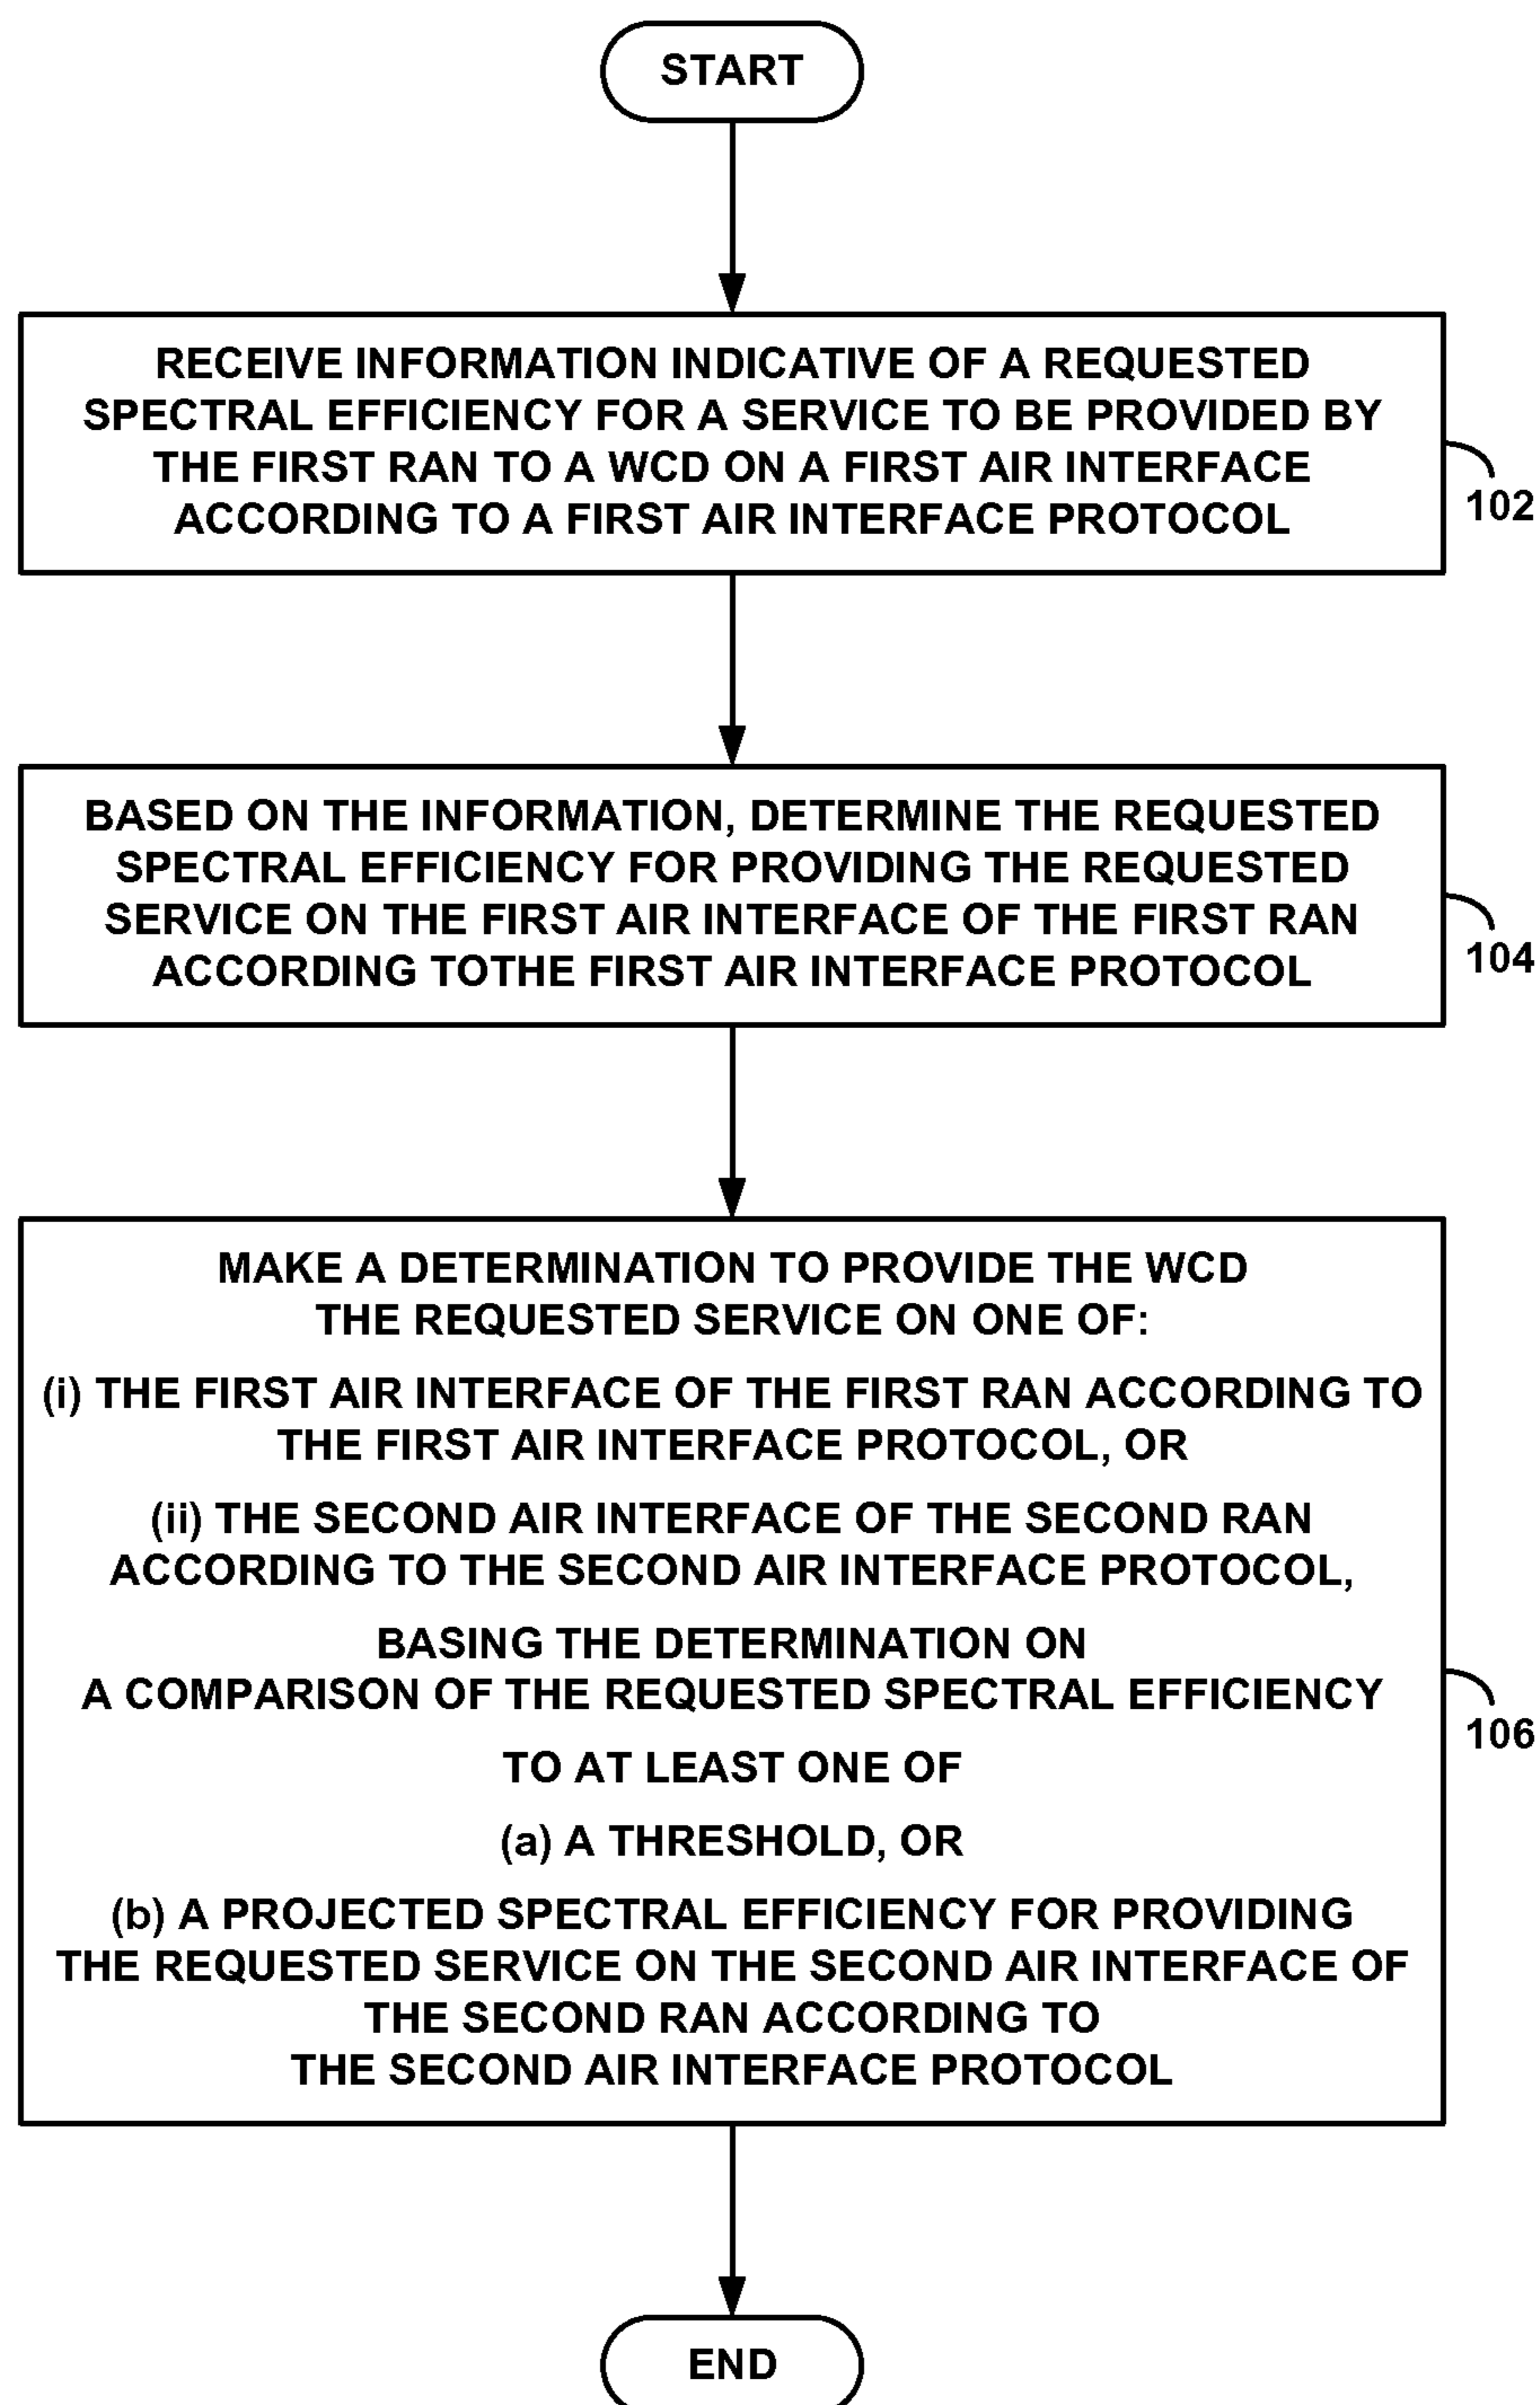 START
RECEIVE INFORMATION INDICATIVE OF A REQUESTED
SPECTRAL EFFICIENCY FOR A SERVICE TO BE PROVIDED BY
THE FIRST RAN TO A WCD ON A FIRST AIR INTERFACE
ACCORDING TO A FIRST AIR INTERFACE PROTOCOL
102
BASED ON THE INFORMATION, DETERMINE THE REQUESTED
SPECTRAL EFFICIENCY FOR PROVIDING THE REQUESTED
SERVICE ON THE FIRST AIR INTERFACE OF THE FIRST RAN
ACCORDING TOTHE FIRST AIR INTERFACE PROTOCOL
104
MAKE A DETERMINATION TO PROVIDE THE WCD
THE REQUESTED SERVICE ON ONE OF:
(i) THE FIRST AIR INTERFACE OF THE FIRST RAN ACCORDING TO
THE FIRST AIR INTERFACE PROTOCOL, OR
(ii) THE SECOND AIR INTERFACE OF THE SECOND RAN
ACCORDING TO THE SECOND AIR INTERFACE PROTOCOL,
BASING THE DETERMINATION ON
A COMPARISON OF THE REQUESTED SPECTRAL EFFICIENCY
TO AT LEAST ONE OF
(a) A THRESHOLD, OR
(b) A PROJECTED SPECTRAL EFFICIENCY FOR PROVIDING
THE REQUESTED SERVICE ON THE SECOND AIR INTERFACE OF
THE SECOND RAN ACCORDING TO
THE SECOND AIR INTERFACE PROTOCOL
106
END